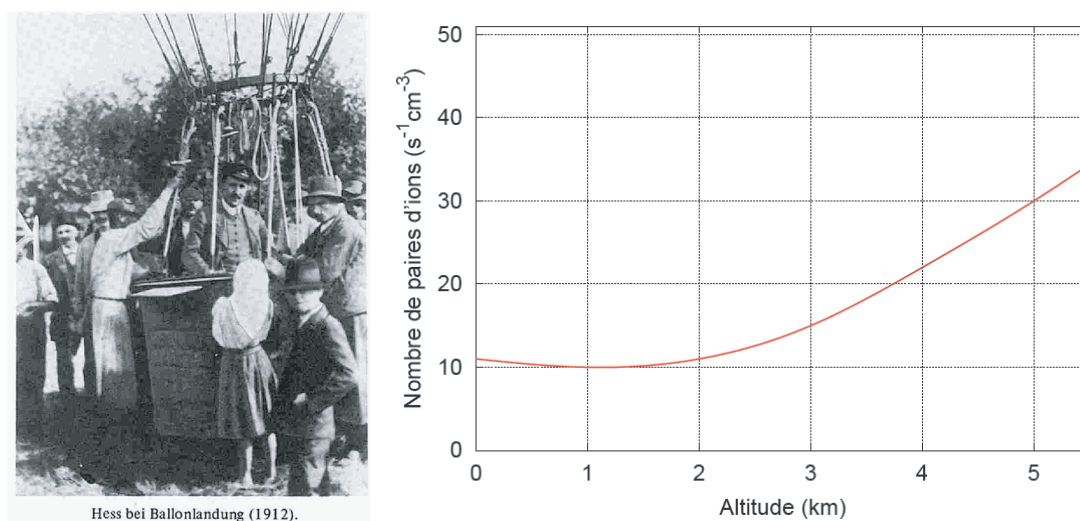 Hess bei Ballonlandung (1912).
Nombre de paires d'ions (s⁻¹cm⁻³)
50
40
30
20
10
0
0 1 2 3 4 5
Altitude (km)